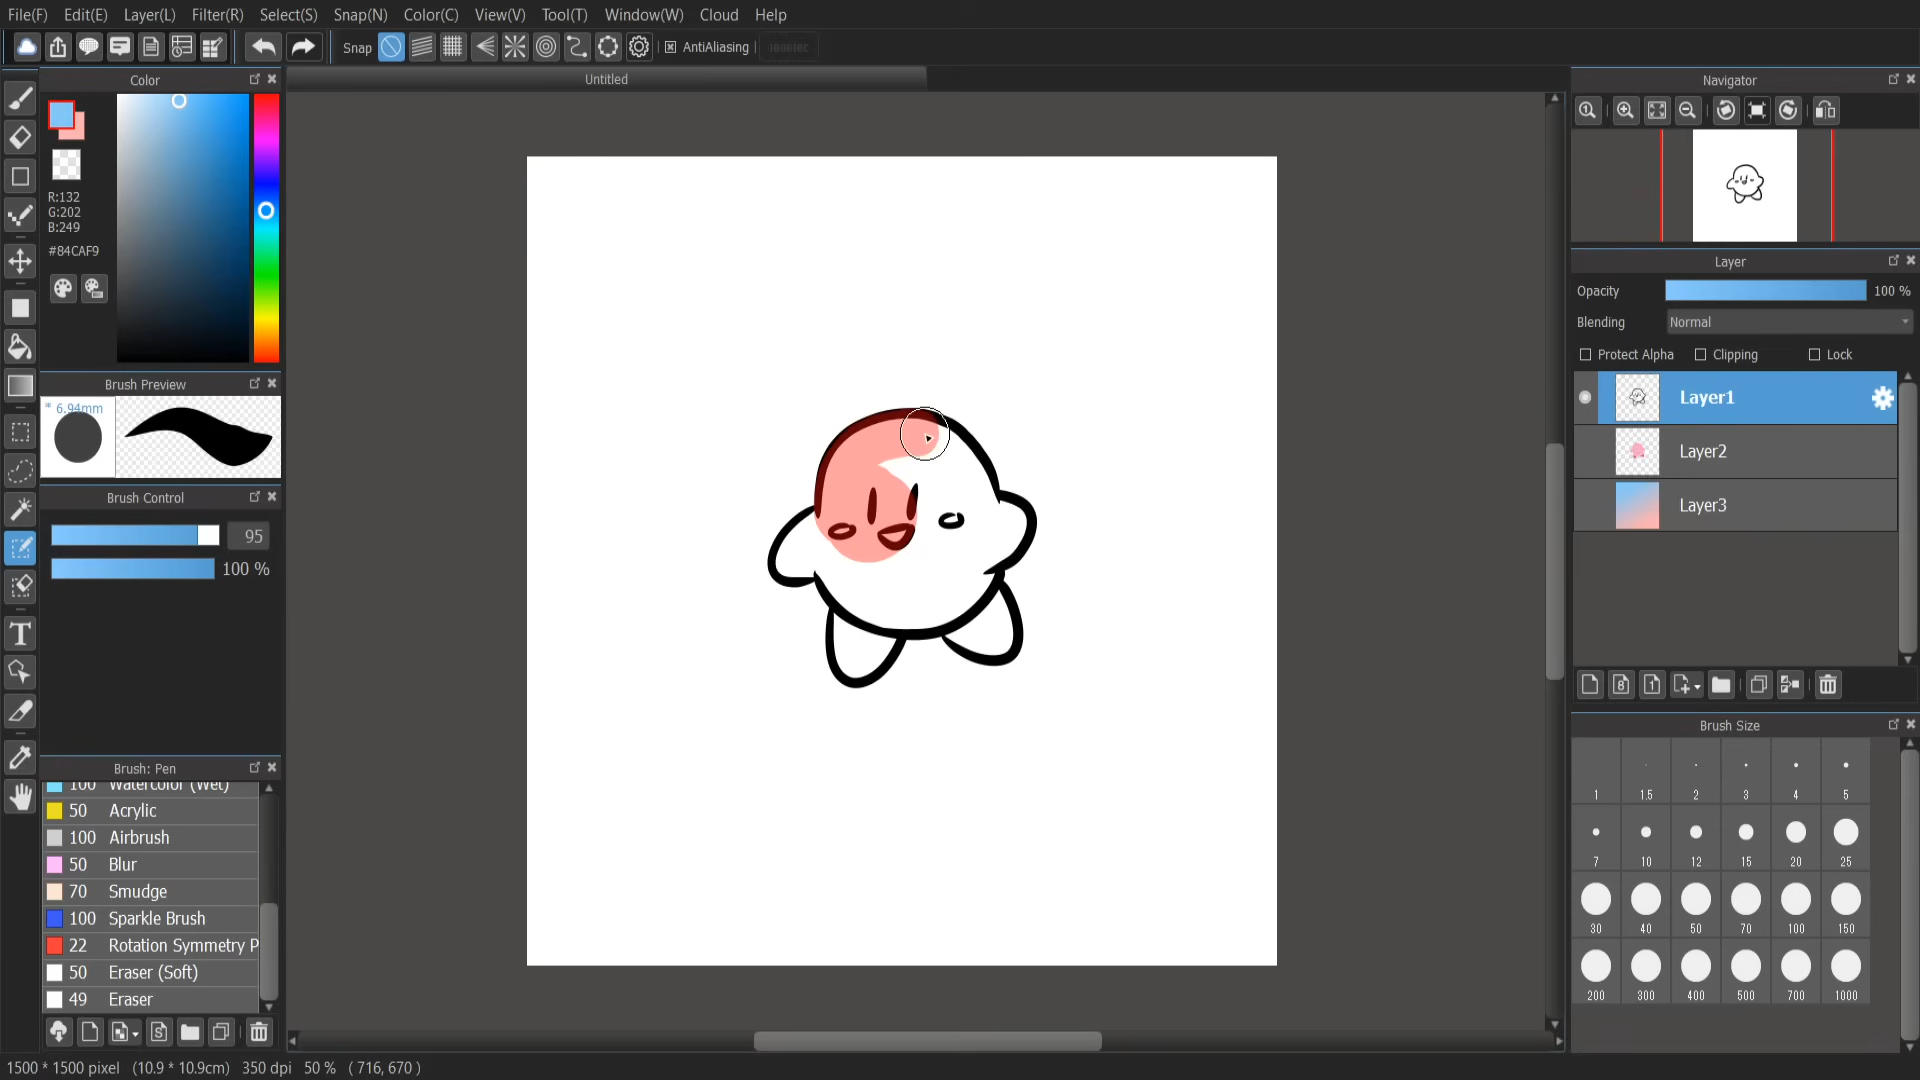 File(F) Edit(E) Layer(L) Filter(R) Select(S) Snap(N) Color(C) View(V) Tool(T) Window(W) Cloud Help
Snap AntiAliasing
Color
Untitled
Navigator
R:132
G:202
B:249
#84CAF9
Layer
Opacity 100 %
Blending Normal
Protect Alpha Clipping Lock
Layer1
Layer2
Layer3
Brush Preview
* 6.94mm
Brush Control
95
100 %
Brush: Pen
100 Watercolor (Wet)
50 Acrylic
100 Airbrush
50 Blur
70 Smudge
100 Sparkle Brush
22 Rotation Symmetry P
50 Eraser (Soft)
49 Eraser
Brush Size
1 1.5 2 3 4 5
7 10 12 15 20 25
30 40 50 70 100 150
200 300 400 500 700 1000
1500 * 1500 pixel (10.9 * 10.9cm) 350 dpi 50 % ( 716, 670 )